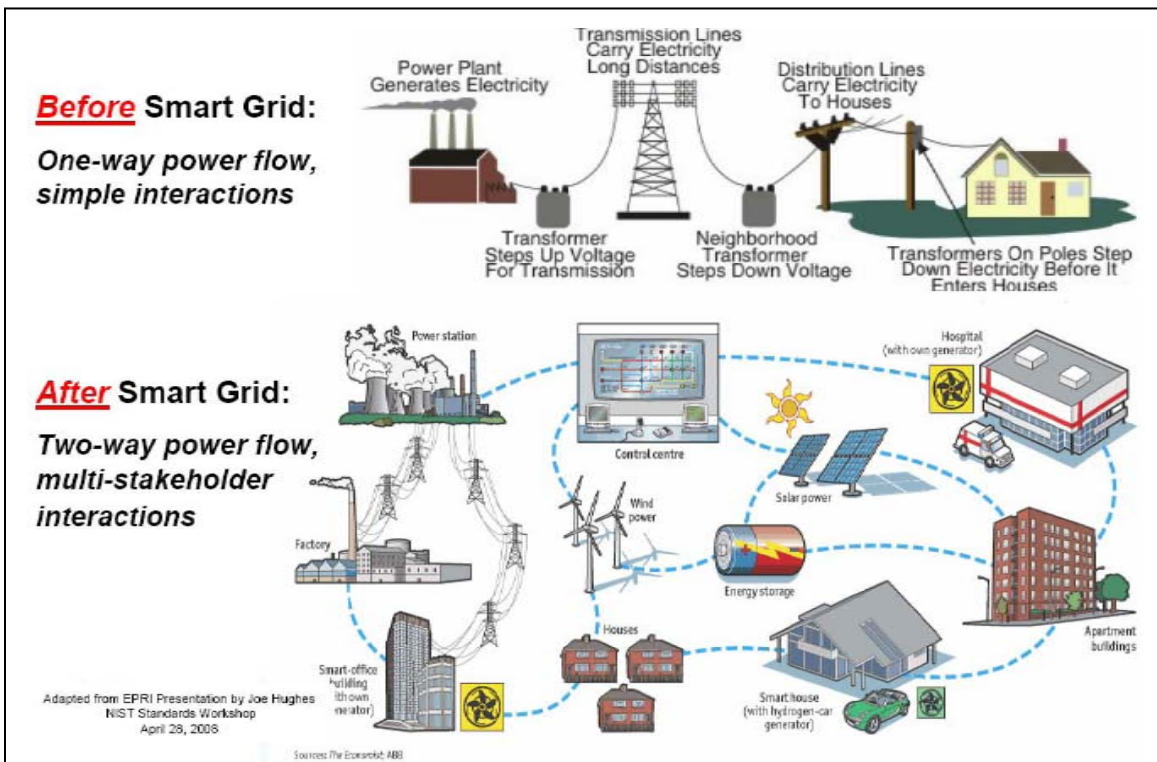 Before Smart Grid:
One-way power flow,
simple interactions
Power Plant
Generates Electricity
Transmission Lines
Carry Electricity
Long Distances
Distribution Lines
Carry Electricity
To Houses
Transformer
Steps Up Voltage
For Transmission
Neighborhood
Transformer
Steps Down Voltage
Transformers On Poles Step
Down Electricity Before It
Enters Houses
After Smart Grid:
Two-way power flow,
multi-stakeholder
interactions
Power station
Control centre
Hospital
(with own generator)
Solar power
Wind
power
Factory
Energy storage
Apartment
buildings
Houses
Smart-office
building
with own
generator)
Smart house
(with hydrogen-car
generator)
Adapted from EPRI Presentation by Joe Hughes
NIST Standards Workshop
April 28, 2008
Sources: The Economist; ABB